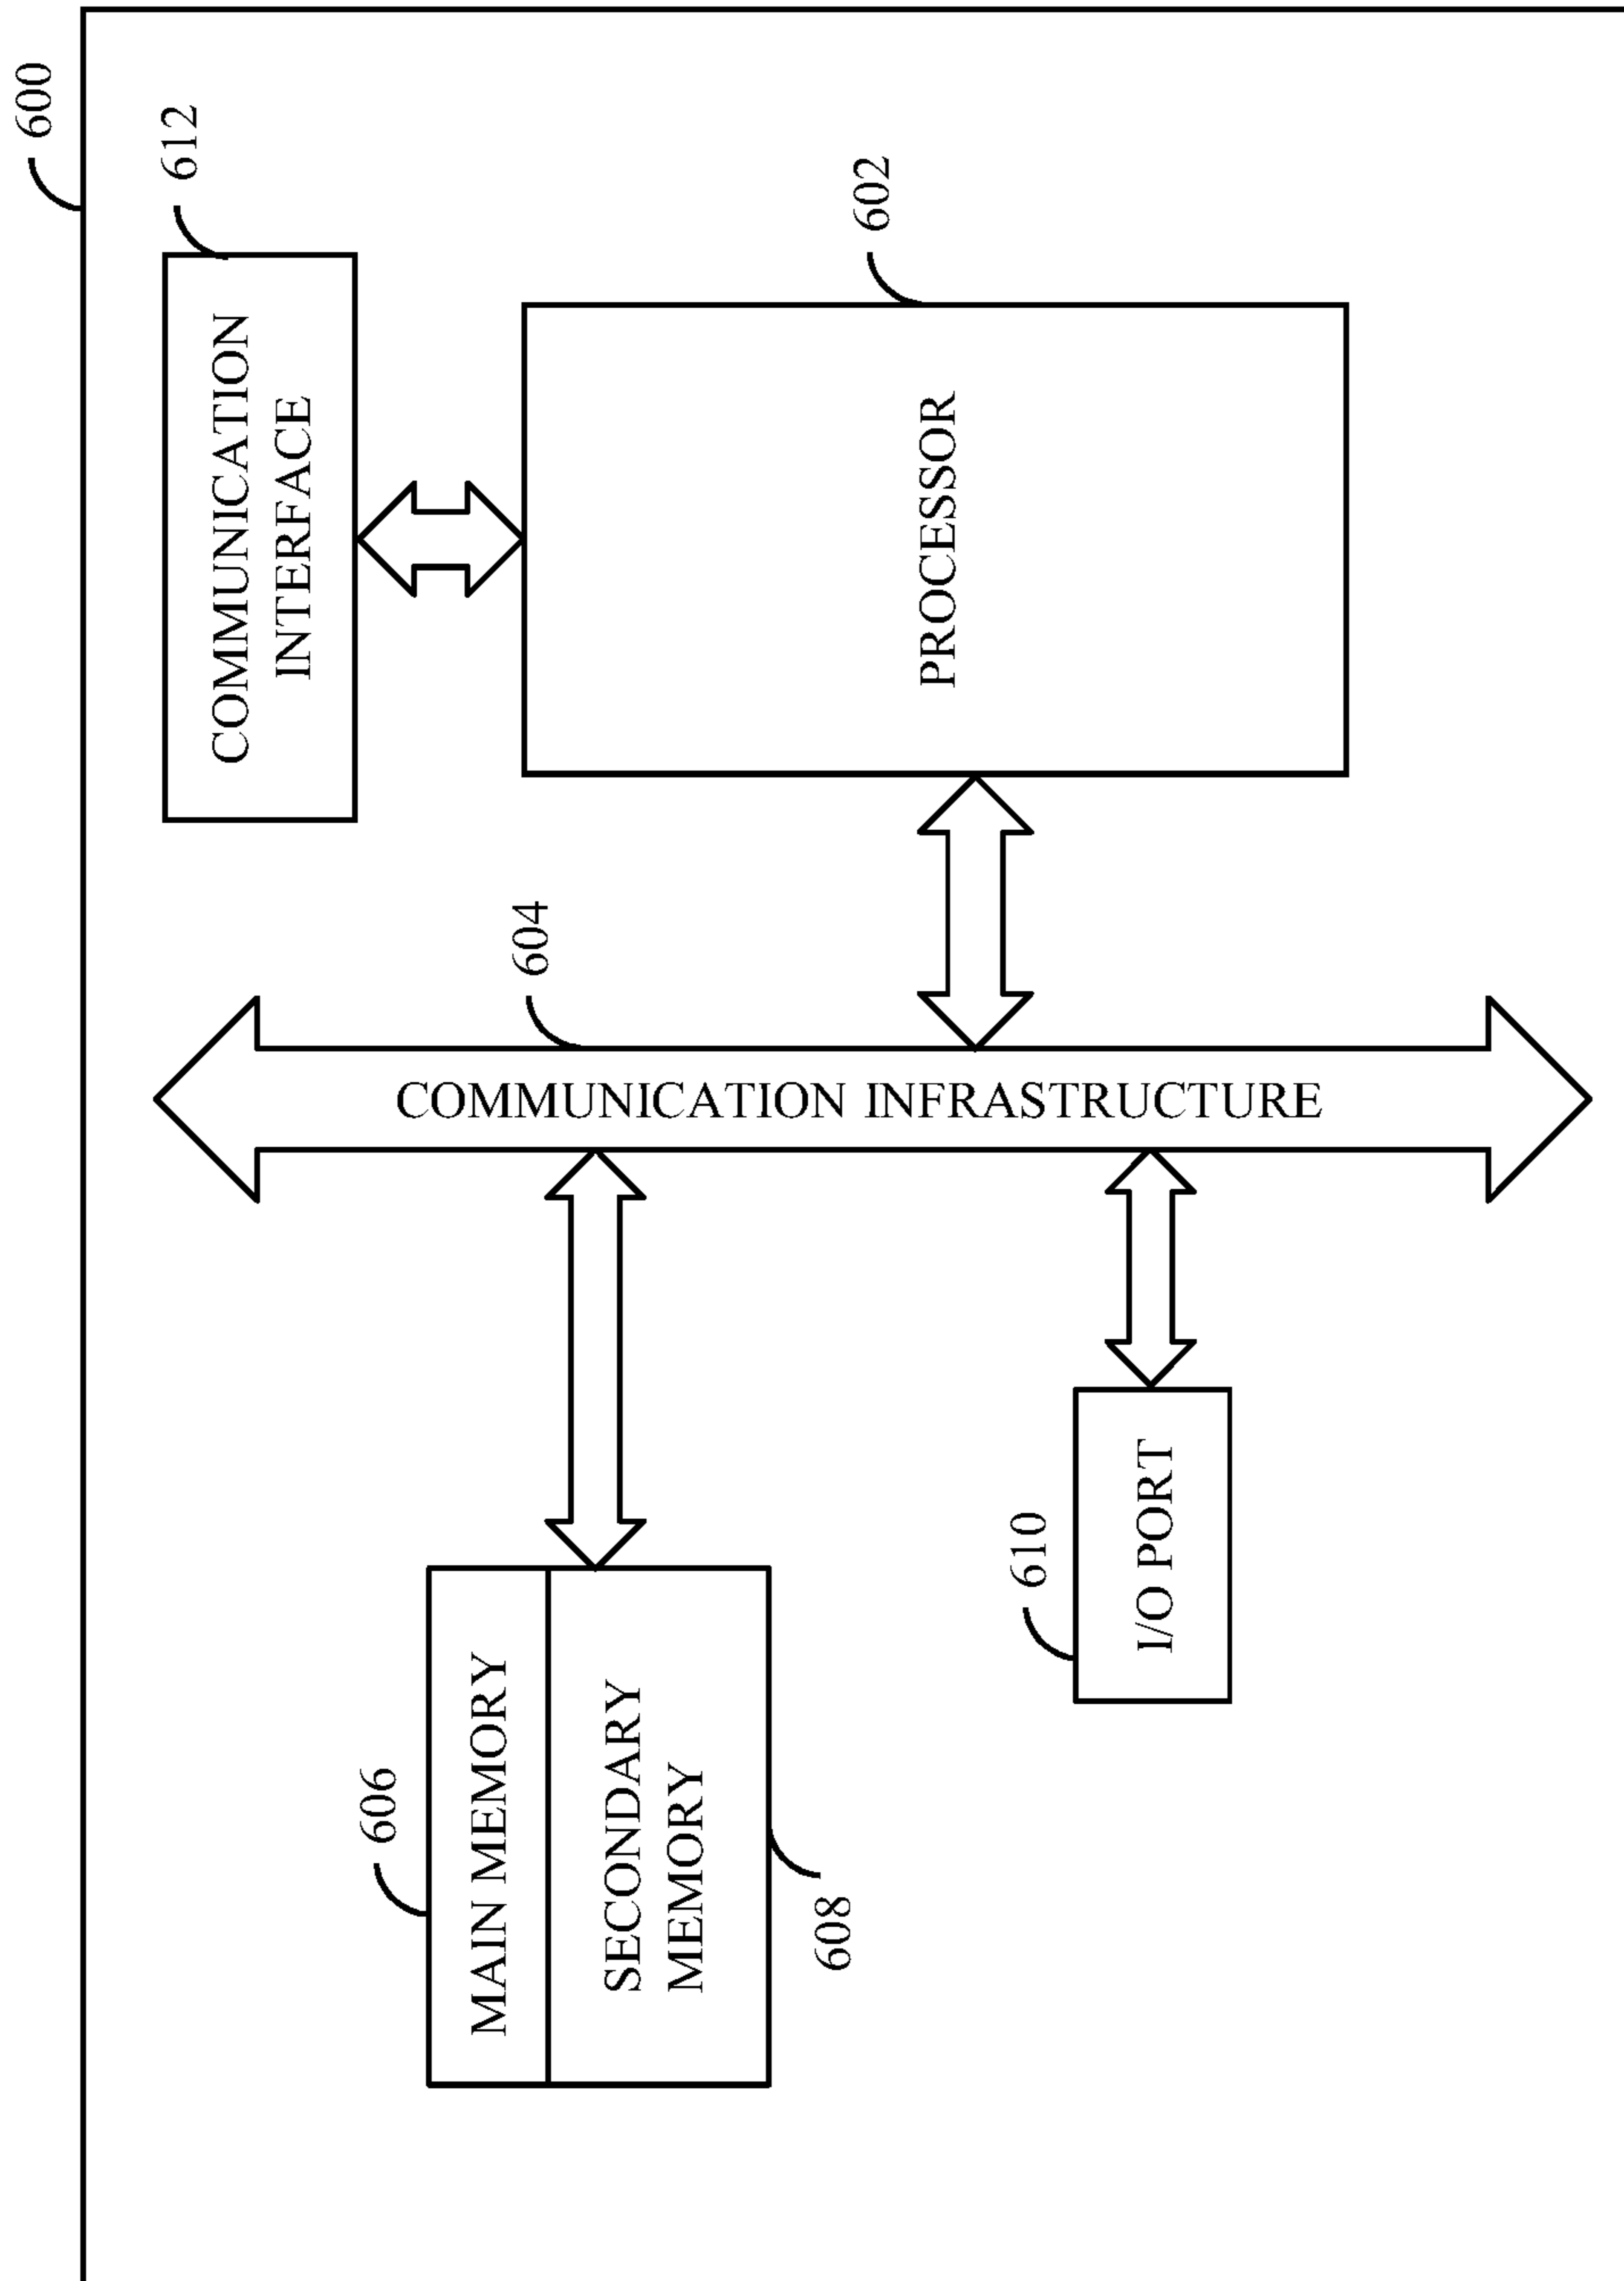 600
612
COMMUNICATION
INTERFACE
602
PROCESSOR
604
COMMUNICATION INFRASTRUCTURE
606
MAIN MEMORY
SECONDARY
MEMORY
608
610
I/O PORT